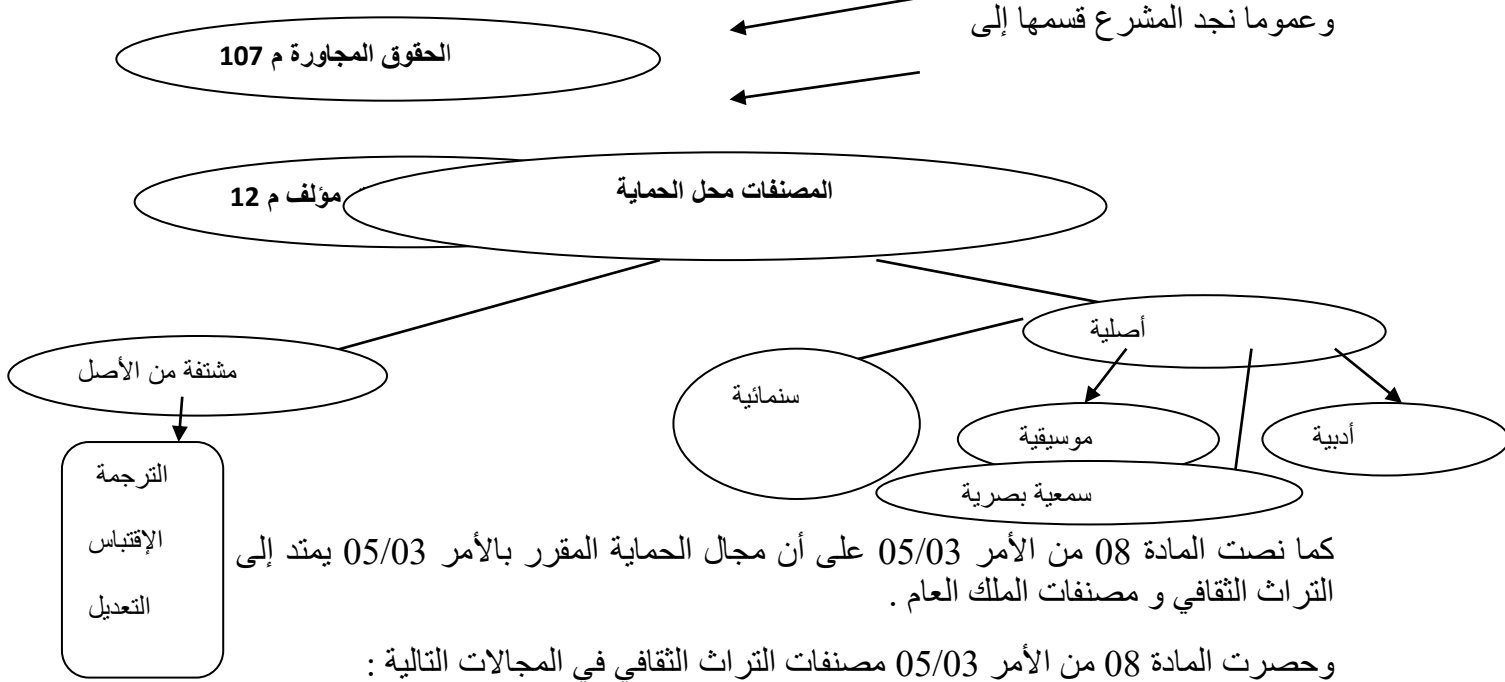 وعموما نجد المشرع قسمها إلى
الحقوق المجاورة م 107
المصنفات محل الحماية
مؤلف م 12
أصلية
مشتفة من الأصل
سنمائية
موسيقية
أدبية
سمعية بصرية
الترجمة
الإقتباس
التعديل
كما نصت المادة 08 من الأمر 05/03 على أن مجال الحماية المقرر بالأمر 05/03 يمتد إلى
التراث الثقافي و مصنفات الملك العام .
وحصرت المادة 08 من الأمر 05/03 مصنفات التراث الثقافي في المجالات التالية :